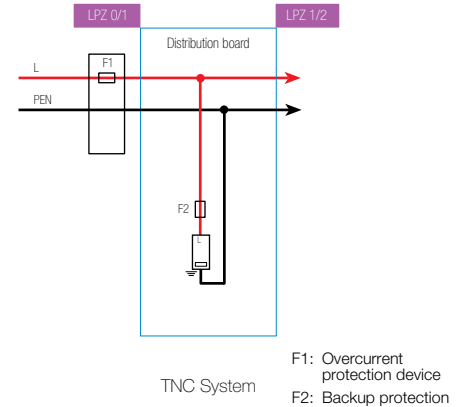 LPZ 0/1
LPZ 1/2
Distribution board
L
F1
PEN
F2
L
TNC System
F1: Overcurrent
protection device
F2: Backup protection